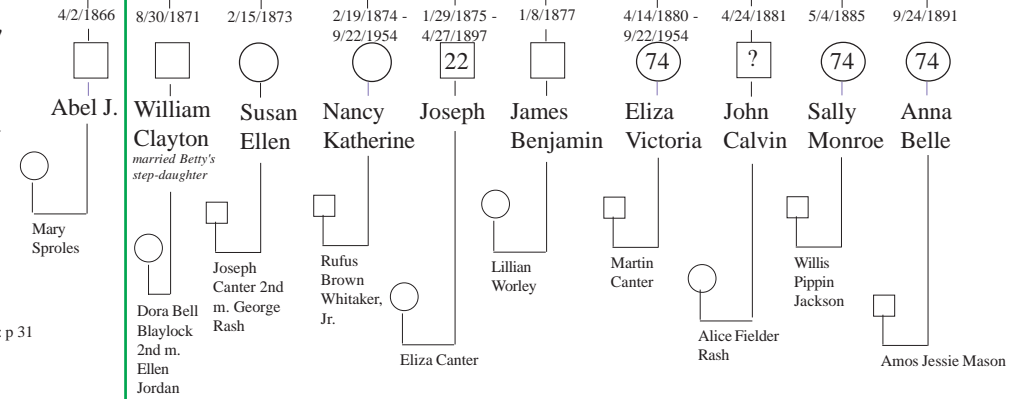 4/2/1866
8/30/1871
2/15/1873
2/19/1874 -
9/22/1954
1/29/1875 -
4/27/1897
1/8/1877
4/14/1880 -
9/22/1954
4/24/1881
5/4/1885
9/24/1891
22
74
?
74
74
Abel J.
William
Clayton
married Betty's
step-daughter
Susan
Ellen
Nancy
Katherine
Joseph
James
Benjamin
Eliza
Victoria
John
Calvin
Sally
Monroe
Anna
Belle
Mary
Sproles
Dora Bell
Blaylock
2nd m.
Ellen
Jordan
Joseph
Canter 2nd
m. George
Rash
Rufus
Brown
Whitaker,
Jr.
Eliza Canter
Lillian
Worley
Martin
Canter
Alice Fielder
Rash
Willis
Pippin
Jackson
Amos Jessie Mason
: p 31